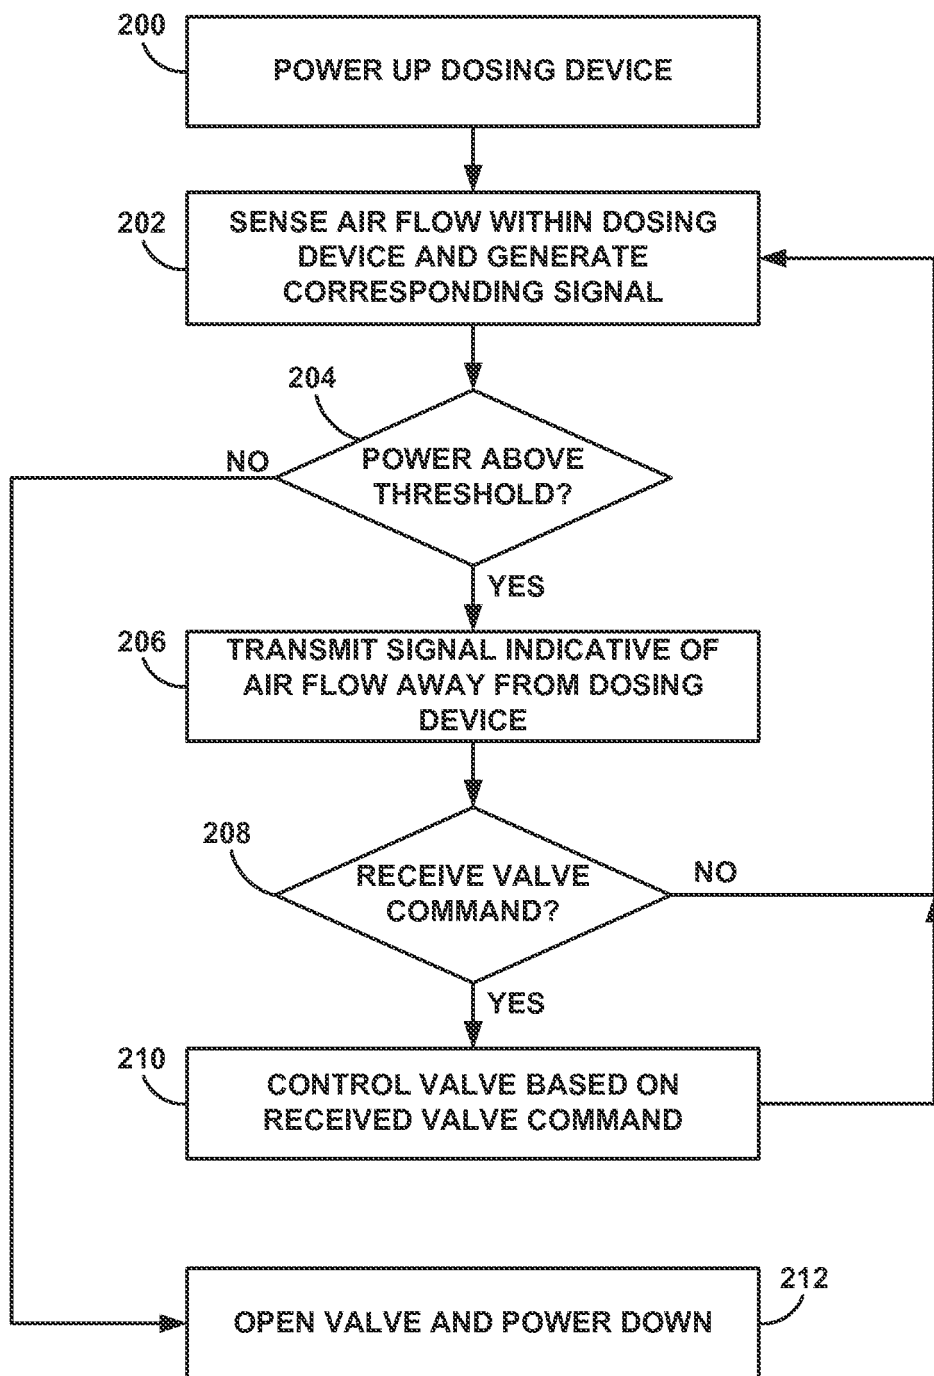 200
POWER UP DOSING DEVICE
202
SENSE AIR FLOW WITHIN DOSING
DEVICE AND GENERATE
CORRESPONDING SIGNAL
204
NO
POWER ABOVE
THRESHOLD?
YES
206
TRANSMIT SIGNAL INDICATIVE OF
AIR FLOW AWAY FROM DOSING
DEVICE
208
RECEIVE VALVE
COMMAND?
NO
YES
210
CONTROL VALVE BASED ON
RECEIVED VALVE COMMAND
212
OPEN VALVE AND POWER DOWN